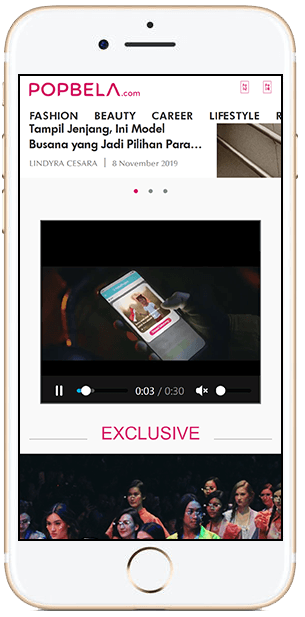 POPBELA.com
FASHION BEAUTY CAREER LIFESTYLE R
Tampil Jenjang, Ini Model
Busana yang Jadi Pilihan Para...
LINDYRA CESARA | 8 November 2019
0:03 / 0:30
EXCLUSIVE